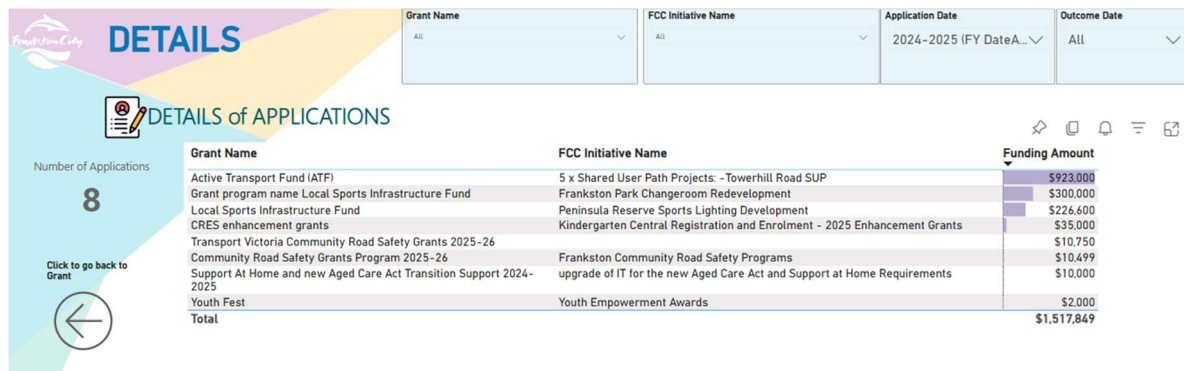 Frankston City
DETAILS
Grant Name
All
FCC Initiative Name
All
Application Date
2024-2025 (FY DateA...
Outcome Date
All
DETAILS of APPLICATIONS
Number of Applications
8
Click to go back to
Grant
Grant Name FCC Initiative Name Funding Amount
Active Transport Fund (ATF) 5 x Shared User Path Projects: -Towerhill Road SUP $923,000
Grant program name Local Sports Infrastructure Fund Frankston Park Changeroom Redevelopment $300,000
Local Sports Infrastructure Fund Peninsula Reserve Sports Lighting Development $226,600
CRES enhancement grants Kindergarten Central Registration and Enrolment - 2025 Enhancement Grants $35,000
Transport Victoria Community Road Safety Grants 2025-26 $10,750
Community Road Safety Grants Program 2025-26 Frankston Community Road Safety Programs $10,499
Support At Home and new Aged Care Act Transition Support 2024- upgrade of IT for the new Aged Care Act and Support at Home Requirements $10,000
2025
Youth Fest Youth Empowerment Awards $2,000
Total $1,517,849